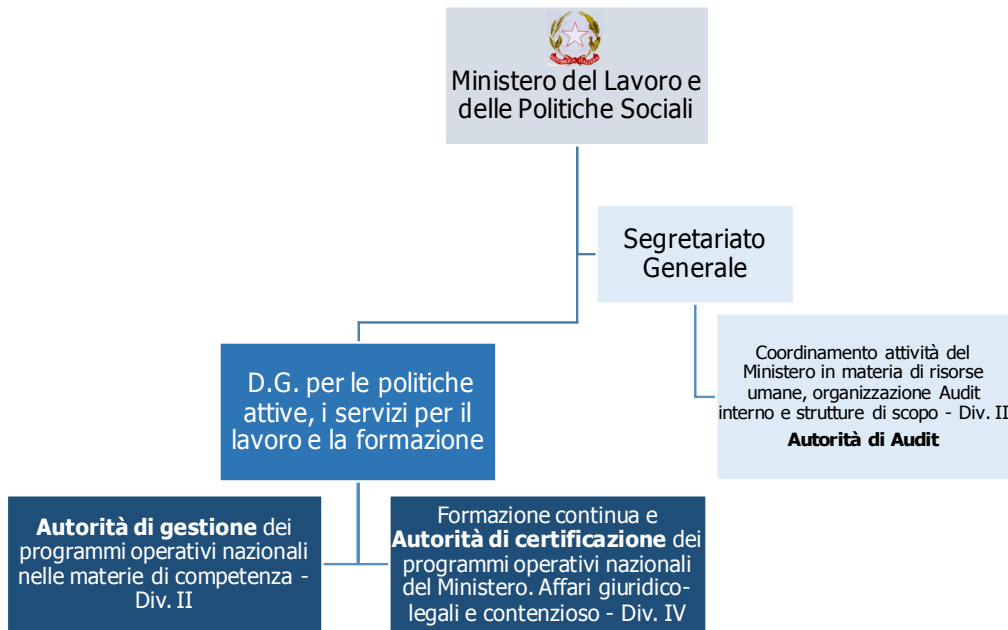 Ministero del Lavoro e
delle Politiche Sociali
Segretariato
Generale
Coordinamento attività del
Ministero in materia di risorse
umane, organizzazione Audit
interno e strutture di scopo - Div. II
Autorità di Audit
D.G. per le politiche
attive, i servizi per il
lavoro e la formazione
Autorità di gestione dei
programmi operativi nazionali
nelle materie di competenza -
Div. II
Formazione continua e
Autorità di certificazione dei
programmi operativi nazionali
del Ministero. Affari giuridico-
legali e contenzioso - Div. IV